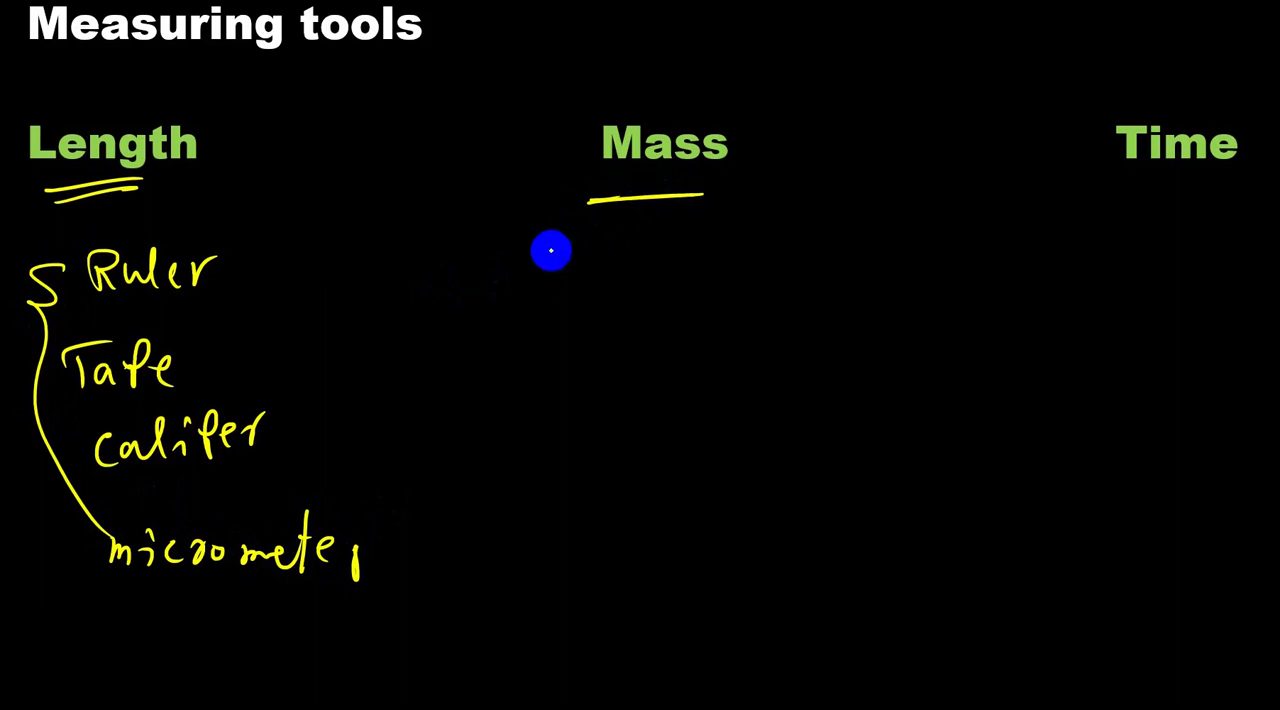 Measuring tools
Length Mass Time
Ruler
Tape
caliper
micrometer